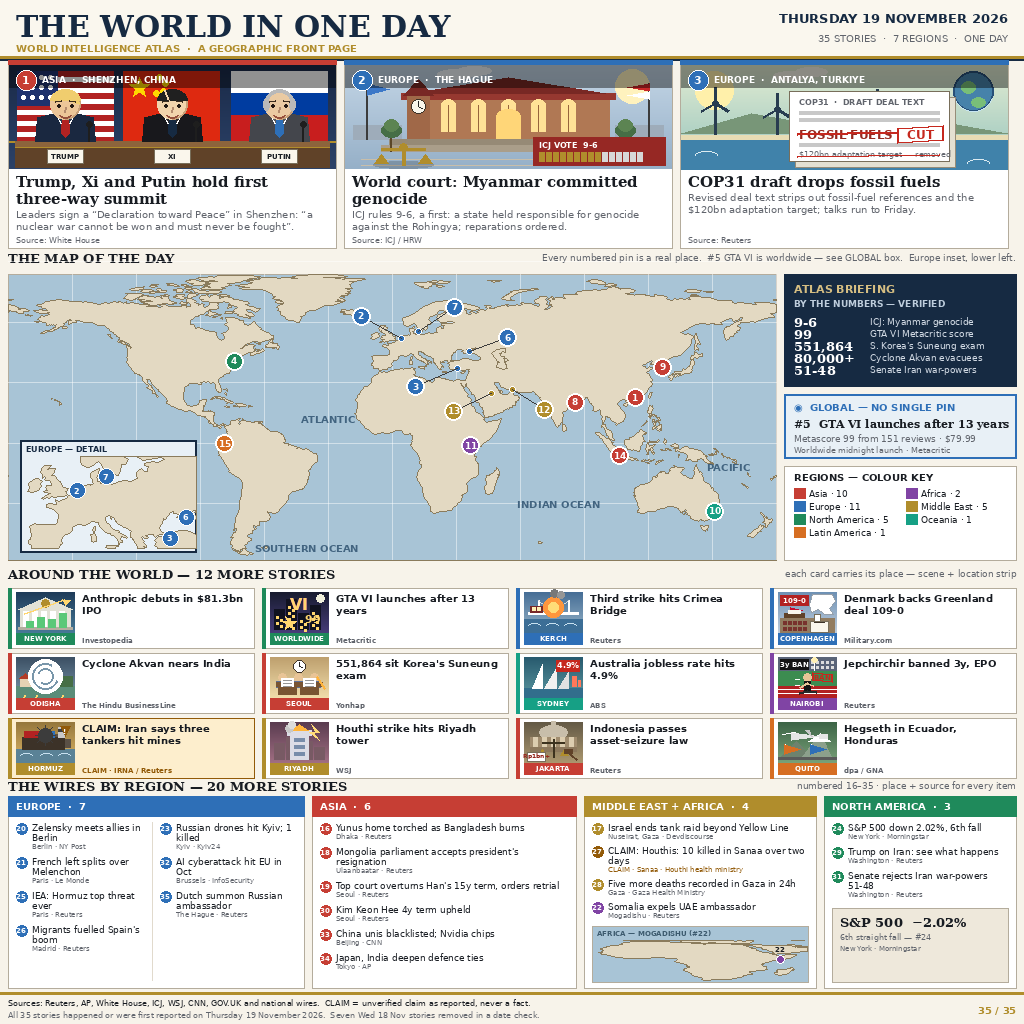 THE WORLD IN ONE DAY
WORLD INTELLIGENCE ATLAS · A GEOGRAPHIC FRONT PAGE
THURSDAY 19 NOVEMBER 2026
35 STORIES · 7 REGIONS · ONE DAY
1 ASIA · SHENZHEN, CHINA
TRUMP
XI
PUTIN
Trump, Xi and Putin hold first
three-way summit
Leaders sign a “Declaration toward Peace” in Shenzhen: “a
nuclear war cannot be won and must never be fought”.
Source: White House
2 EUROPE · THE HAGUE
ICJ VOTE 9-6
World court: Myanmar committed
genocide
ICJ rules 9-6, a first: a state held responsible for genocide
against the Rohingya; reparations ordered.
Source: ICJ / HRW
3 EUROPE · ANTALYA, TURKIYE
COP31 · DRAFT DEAL TEXT
FOSSIL FUELS CUT
$120bn adaptation target — removed
COP31 draft drops fossil fuels
Revised deal text strips out fossil-fuel references and the
$120bn adaptation target; talks run to Friday.
Source: Reuters
THE MAP OF THE DAY
Every numbered pin is a real place. #5 GTA VI is worldwide — see GLOBAL box. Europe inset, lower left.
2
7
6
4
3
9
13
12
8
1
15
11
14
10
ATLANTIC
PACIFIC
INDIAN OCEAN
SOUTHERN OCEAN
EUROPE — DETAIL
7
2
6
3
ATLAS BRIEFING
BY THE NUMBERS — VERIFIED
9-6 ICJ: Myanmar genocide
99 GTA VI Metacritic score
551,864 S. Korea's Suneung exam
80,000+ Cyclone Akvan evacuees
51-48 Senate Iran war-powers
◉ GLOBAL — NO SINGLE PIN
#5 GTA VI launches after 13 years
Metascore 99 from 151 reviews · $79.99
Worldwide midnight launch · Metacritic
REGIONS — COLOUR KEY
Asia · 10
Africa · 2
Europe · 11
Middle East · 5
North America · 5
Oceania · 1
Latin America · 1
AROUND THE WORLD — 12 MORE STORIES
each card carries its place — scene + location strip
NEW YORK
Anthropic debuts in $81.3bn
IPO
Investopedia
VI
99
WORLDWIDE
GTA VI launches after 13
years
Metacritic
KERCH
Third strike hits Crimea
Bridge
Reuters
109-0
COPENHAGEN
Denmark backs Greenland
deal 109-0
Military.com
ODISHA
Cyclone Akvan nears India
The Hindu BusinessLine
SEOUL
551,864 sit Korea's Suneung
exam
Yonhap
4.9%
SYDNEY
Australia jobless rate hits
4.9%
ABS
3y BAN
NAIROBI
Jepchirchir banned 3y, EPO
Reuters
HORMUZ
CLAIM: Iran says three
tankers hit mines
CLAIM · IRNA / Reuters
RIYADH
Houthi strike hits Riyadh
tower
WSJ
JAKARTA
Indonesia passes
asset-seizure law
Reuters
QUITO
Hegseth in Ecuador,
Honduras
dpa / GNA
THE WIRES BY REGION — 20 MORE STORIES
numbered 16–35 · place + source for every item
EUROPE · 7
20 Zelensky meets allies in
Berlin
Berlin · NY Post
21 French left splits over
Melenchon
Paris · Le Monde
25 IEA: Hormuz top threat
ever
Paris · Reuters
26 Migrants fuelled Spain's
boom
Madrid · Reuters
23 Russian drones hit Kyiv; 1
killed
Kyiv · Kyiv24
32 AI cyberattack hit EU in
Oct
Brussels · InfoSecurity
35 Dutch summon Russian
ambassador
The Hague · Reuters
ASIA · 6
16 Yunus home torched as Bangladesh burns
Dhaka · Reuters
18 Mongolia parliament accepts president's
resignation
Ulaanbaatar · Reuters
19 Top court overturns Han's 15y term, orders retrial
Seoul · Reuters
30 Kim Keon Hee 4y term upheld
Seoul · Reuters
33 China unis blacklisted; Nvidia chips
Beijing · CNN
34 Japan, India deepen defence ties
Tokyo · AP
MIDDLE EAST + AFRICA · 4
17 Israel ends tank raid beyond Yellow Line
Nuseirat, Gaza · Devdiscourse
27 CLAIM: Houthis: 10 killed in Sanaa over two
days
CLAIM · Sanaa · Houthi health ministry
28 Five more deaths recorded in Gaza in 24h
Gaza · Gaza Health Ministry
22 Somalia expels UAE ambassador
Mogadishu · Reuters
AFRICA — MOGADISHU (#22)
22
NORTH AMERICA · 3
24 S&P 500 down 2.02%, 6th fall
New York · Morningstar
29 Trump on Iran: see what happens
Washington · Reuters
31 Senate rejects Iran war-powers
51-48
Washington · Reuters
S&P 500 −2.02%
6th straight fall — #24
New York · Morningstar
Sources: Reuters, AP, White House, ICJ, WSJ, CNN, GOV.UK and national wires. CLAIM = unverified claim as reported, never a fact.
All 35 stories happened or were first reported on Thursday 19 November 2026. Seven Wed 18 Nov stories removed in a date check.
35 / 35